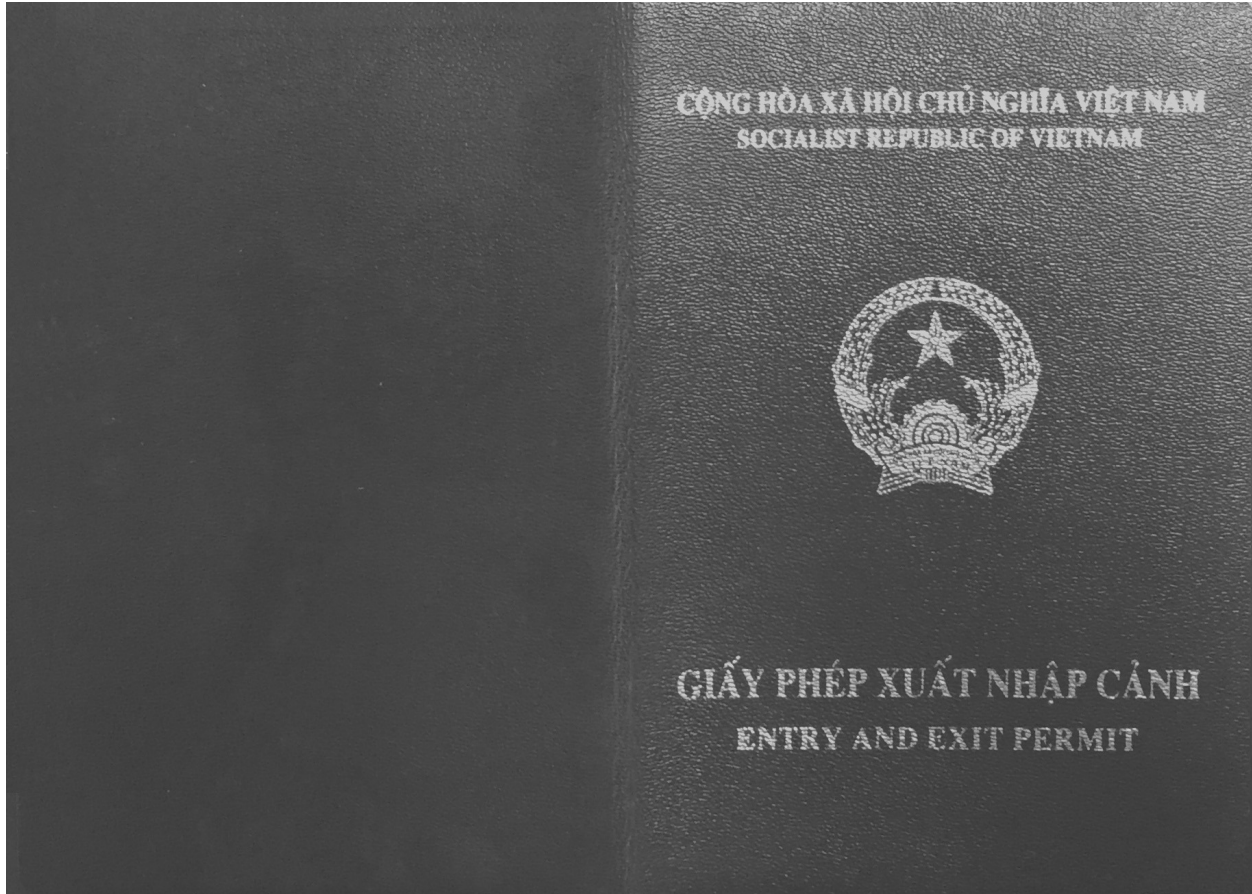 CỘNG HÒA XÃ HỘI CHỦ NGHĨA VIỆT NAM
SOCIALIST REPUBLIC OF VIETNAM
GIẤY PHÉP XUẤT NHẬP CẢNH
ENTRY AND EXIT PERMIT